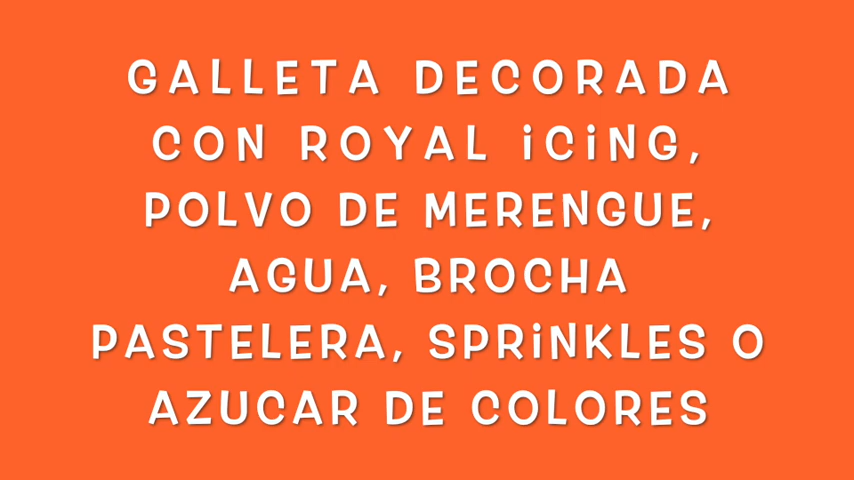 GALLETA DECORADA
CON ROYAL iCiNG,
POLVO DE MERENGUE,
AGUA, BROCHA
PASTELERA, SPRiNKLES O
AZUCAR DE COLORES